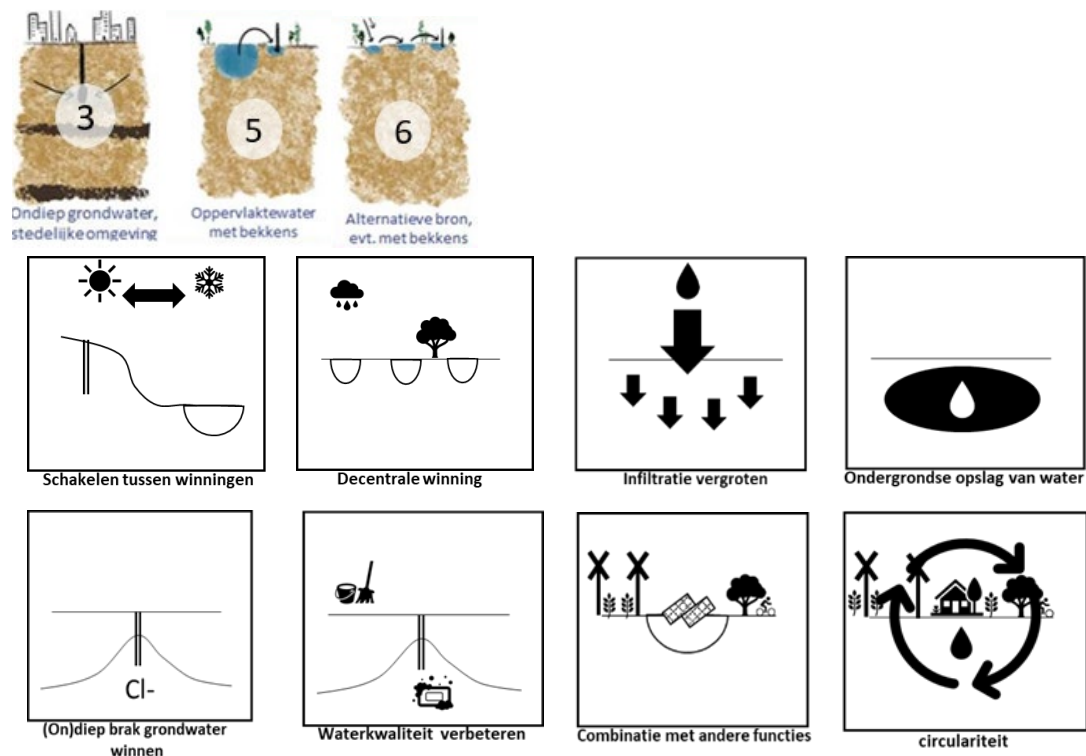 3
5
6
Ondiep grondwater,
stedelijke omgeving
Oppervlaktewater
met bekkens
Alternatieve bron,
evt. met bekkens
Schakelen tussen winningen
Decentrale winning
Infiltratie vergroten
Ondergrondse opslag van water
Cl-
(On)diep brak grondwater
winnen
Waterkwaliteit verbeteren
Combinatie met andere functies
circulariteit